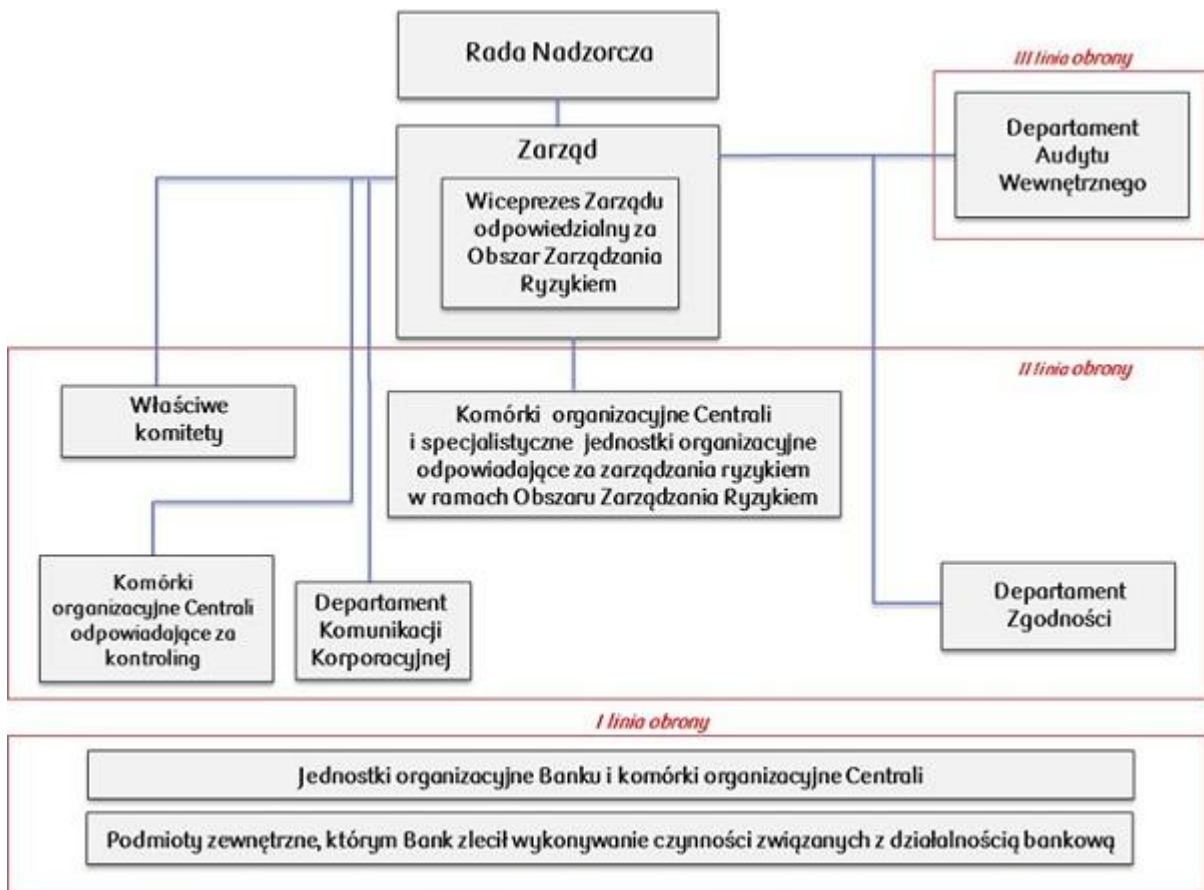 Rada Nadzorcza
III linia obrony
Departament
Audytu
Wewnętrznego
Zarząd
Wiceprezes Zarządu
odpowiedzialny za
Obszar Zarządzania
Ryzykiem
II linia obrony
Właściwe
komitety
Komórki organizacyjne Centrali
i specjalistyczne jednostki organizacyjne
odpowiadające za zarządzania ryzykiem
w ramach Obszaru Zarządzania Ryzykiem
Komórki
organizacyjne Centrali
odpowiadające za
kontroling
Departament
Komunikacji
Korporacyjnej
Departament
Zgodności
I linia obrony
Jednostki organizacyjne Banku i komórki organizacyjne Centrali
Podmioty zewnętrzne, którym Bank zlecił wykonywanie czynności związanych z działalnością bankową